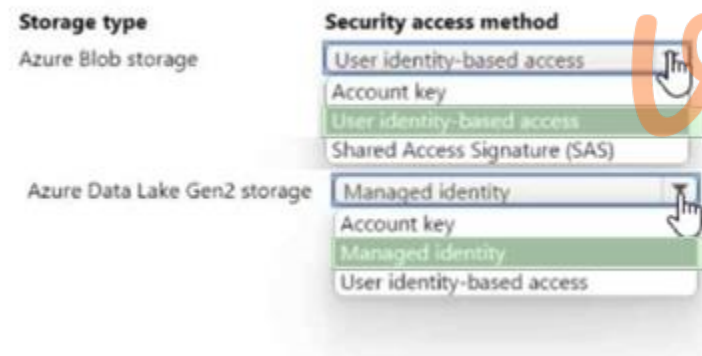 Storage type Security access method
Azure Blob storage User identity-based access
Account key
User identity-based access
Shared Access Signature (SAS)
Azure Data Lake Gen2 storage Managed identity
Account key
Managed identity
User identity-based access